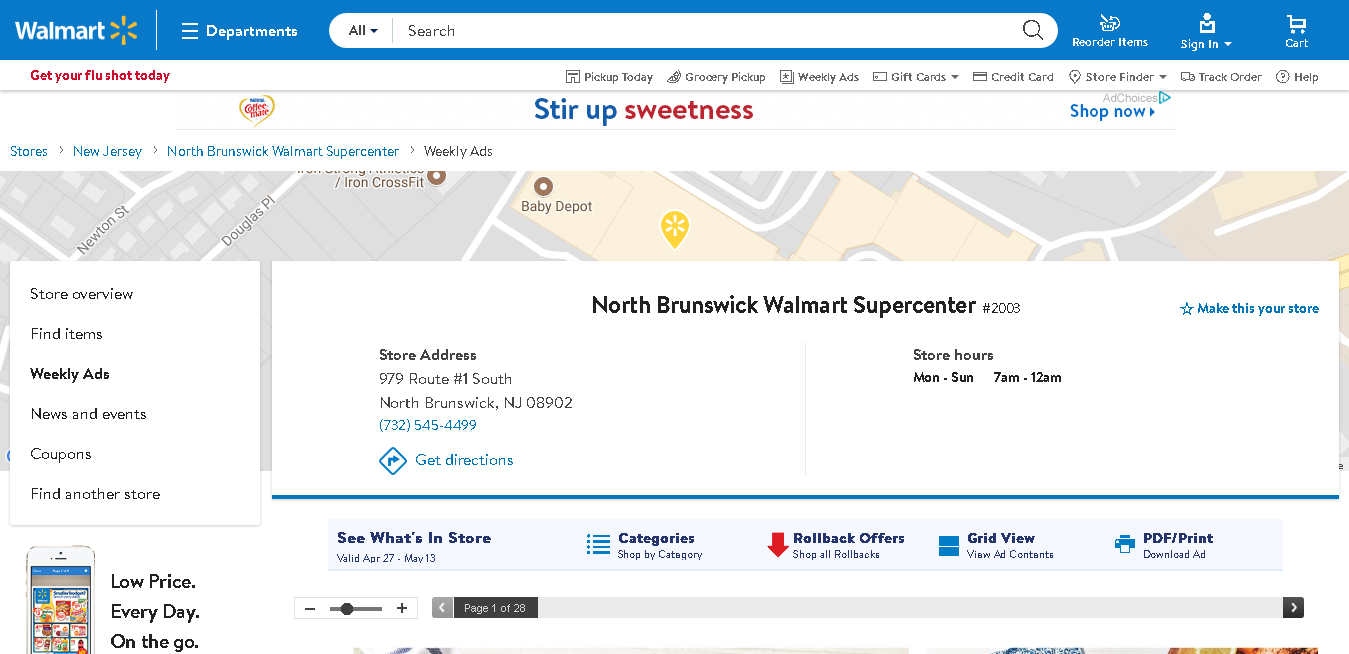 Walmart
Departments
All
Search
Reorder Items
Sign In
Cart
Get your flu shot today
Pickup Today
Grocery Pickup
Weekly Ads
Gift Cards
Credit Card
Store Finder
Track Order
Help
Nestle Coffee mate
Stir up sweetness
AdChoices
Shop now
Stores
New Jersey
North Brunswick Walmart Supercenter
Weekly Ads
Iron Strong Athletics
/ Iron CrossFit
Baby Depot
Newton St
Douglas Pl
Store overview
Find items
Weekly Ads
News and events
Coupons
Find another store
North Brunswick Walmart Supercenter #2003
Make this your store
Store Address
979 Route #1 South
North Brunswick, NJ 08902
(732) 545-4499
Get directions
Store hours
Mon - Sun 7am - 12am
See What's In Store
Valid Apr 27 - May 13
Categories
Shop by Category
Rollback Offers
Shop all Rollbacks
Grid View
View Ad Contents
PDF/Print
Download Ad
Page 1 of 28
Low Price.
Every Day.
On the go.